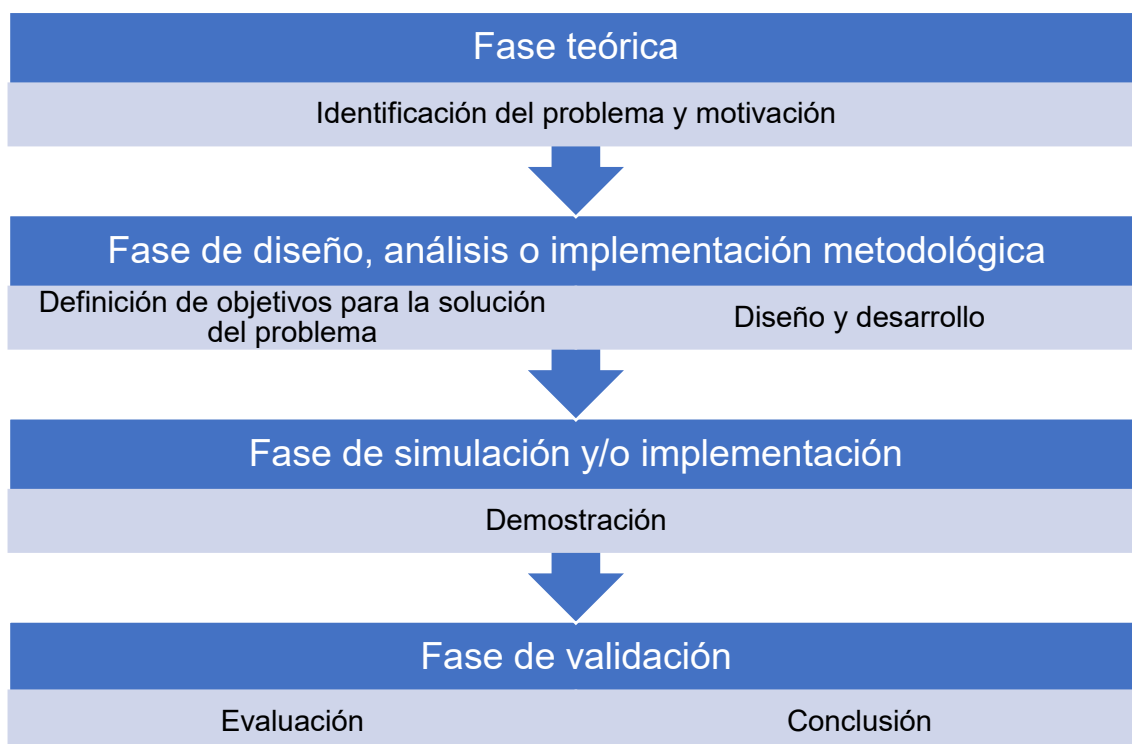 Fase teórica
Identificación del problema y motivación
Fase de diseño, análisis o implementación metodológica
Definición de objetivos para la solución
del problema
Diseño y desarrollo
Fase de simulación y/o implementación
Demostración
Fase de validación
Evaluación
Conclusión